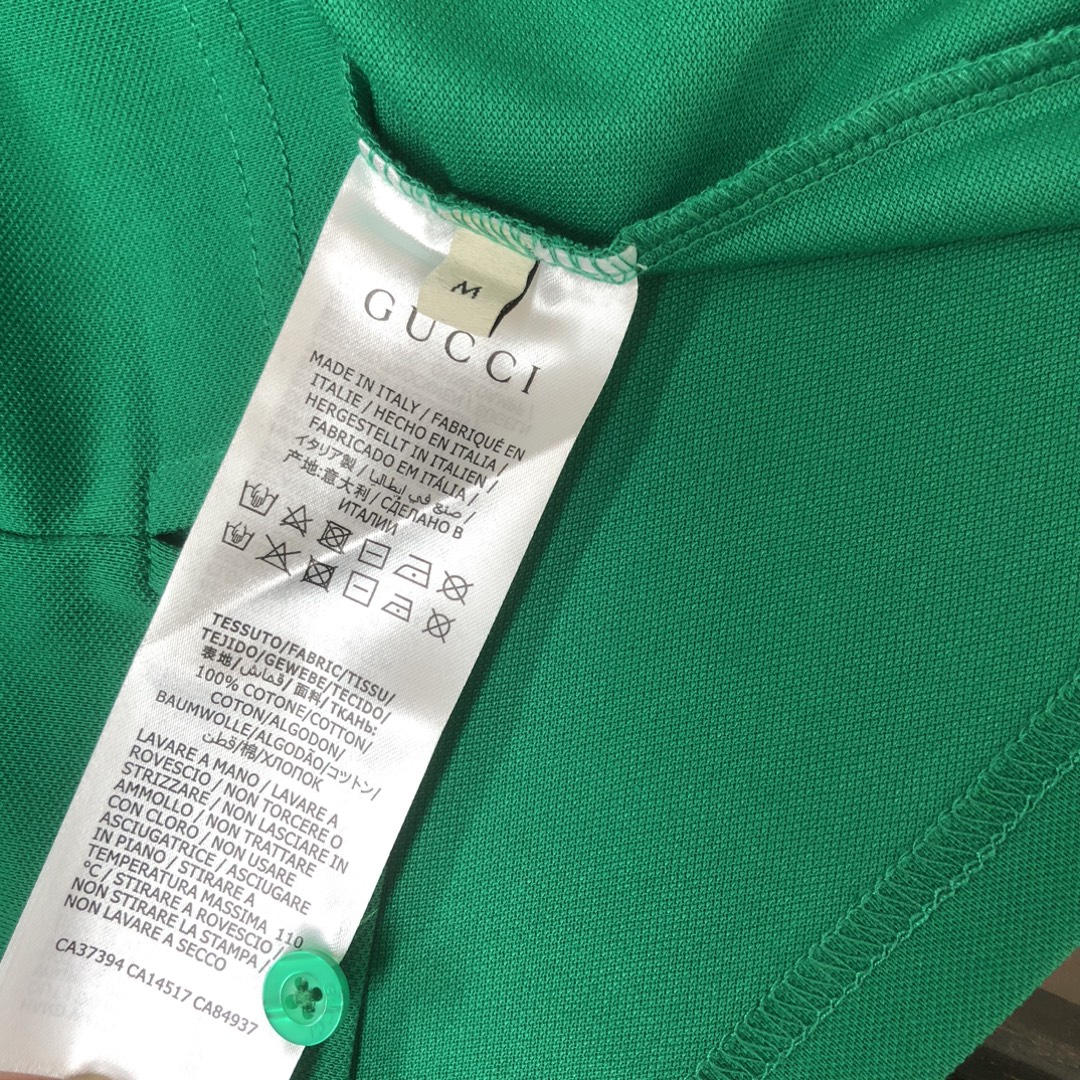 M
GUCCI
MADE IN ITALY / FABRIQUÉ EN
ITALIE / HECHO EN ITALIA /
HERGESTELLT IN ITALIEN /
FABRICADO EM ITÁLIA /
イタリア製 / صنع في إيطاليا /
产地:意大利 / СДЕЛАНО В
ИТАЛИИ
TESSUTO/FABRIC/TISSU/
TEJIDO/GEWEBE/TECIDO/
表地/قماش/面料/ТКАНЬ:
100% COTONE/COTTON/
COTON/ALGODON/
BAUMWOLLE/ALGODÃO/コットン/
قطن/棉/ХЛОПОК
LAVARE A MANO / LAVARE A
ROVESCIO / NON TORCERE O
STRIZZARE / NON LASCIARE IN
AMMOLLO / NON TRATTARE
CON CLORO / NON USARE
ASCIUGATRICE / ASCIUGARE
IN PIANO / STIRARE A
TEMPERATURA MASSIMA 110
°C / STIRARE A ROVESCIO /
NON STIRARE LA STAMPA /
NON LAVARE A SECCO
CA37394 CA14517 CA84937